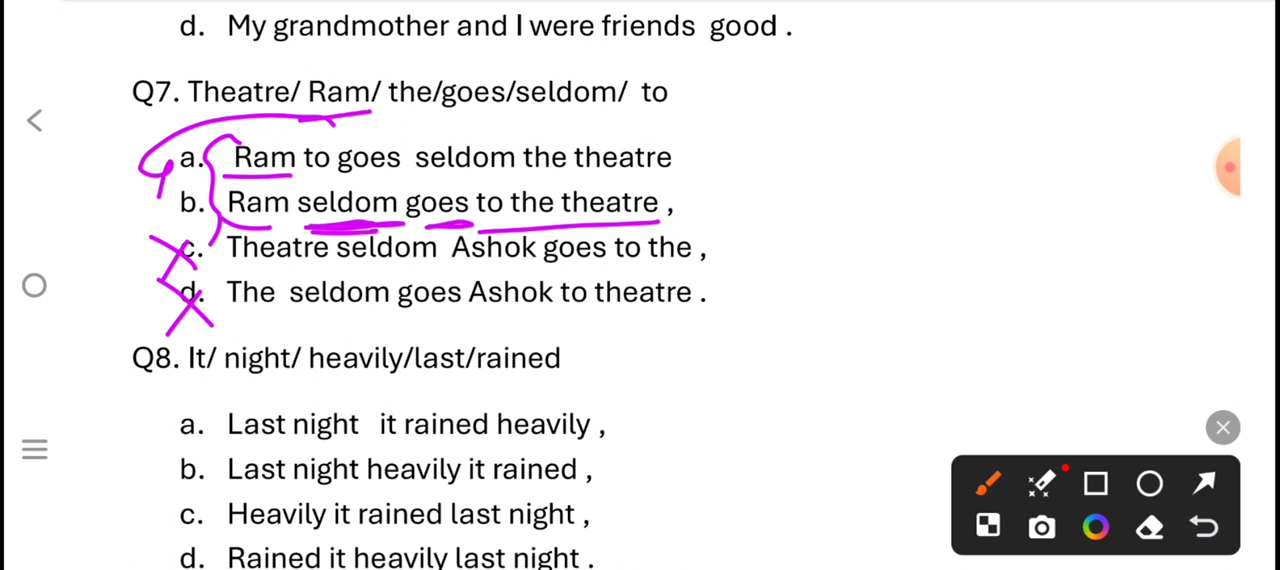 d. My grandmother and I were friends good .
Q7. Theatre/ Ram/ the/goes/seldom/ to
a. Ram to goes seldom the theatre
b. Ram seldom goes to the theatre ,
c. Theatre seldom Ashok goes to the ,
d. The seldom goes Ashok to theatre .
Q8. It/ night/ heavily/last/rained
a. Last night it rained heavily ,
b. Last night heavily it rained ,
c. Heavily it rained last night ,
d. Rained it heavily last night .